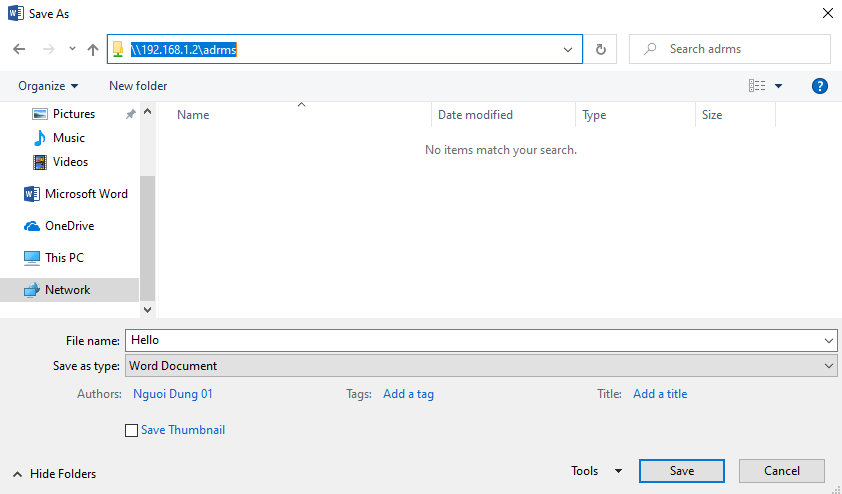 Save As
\\192.168.1.2\adrms
Search adrms
Organize
New folder
Name
Date modified
Type
Size
No items match your search.
Pictures
Music
Videos
Microsoft Word
OneDrive
This PC
Network
File name: Hello
Save as type: Word Document
Authors: Nguoi Dung 01
Tags: Add a tag
Title: Add a title
Save Thumbnail
Hide Folders
Tools
Save
Cancel